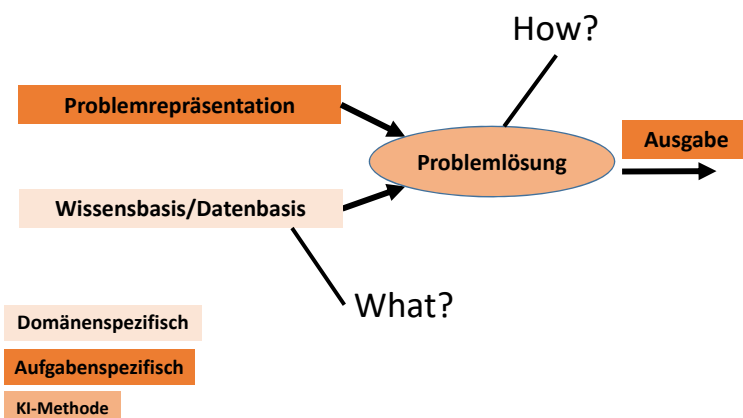 How?
Problemrepräsentation
Ausgabe
Problemlösung
Wissensbasis/Datenbasis
What?
Domänenspezifisch
Aufgabenspezifisch
KI-Methode